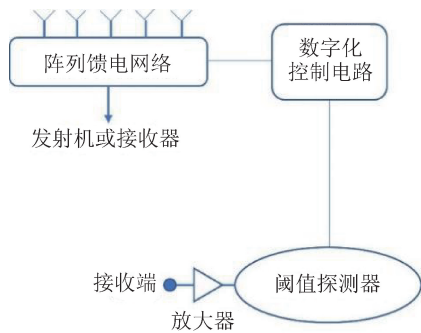 阵列馈电网络
数字化
控制电路
发射机或接收器
接收端
阈值探测器
放大器